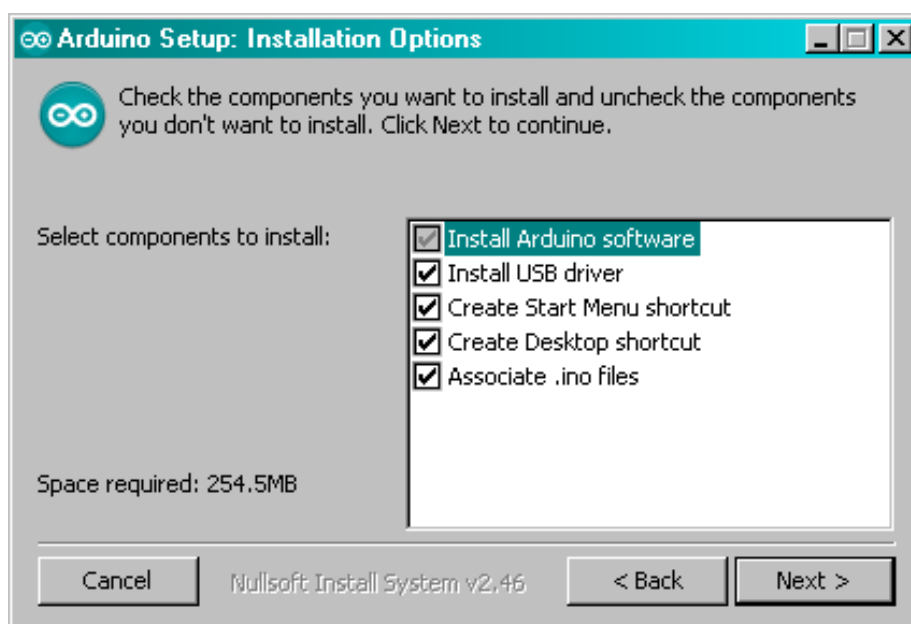 Arduino Setup: Installation Options
Check the components you want to install and uncheck the components
you don't want to install. Click Next to continue.
Select components to install:
Install Arduino software
Install USB driver
Create Start Menu shortcut
Create Desktop shortcut
Associate .ino files
Space required: 254.5MB
Cancel
Nullsoft Install System v2.46
< Back
Next >